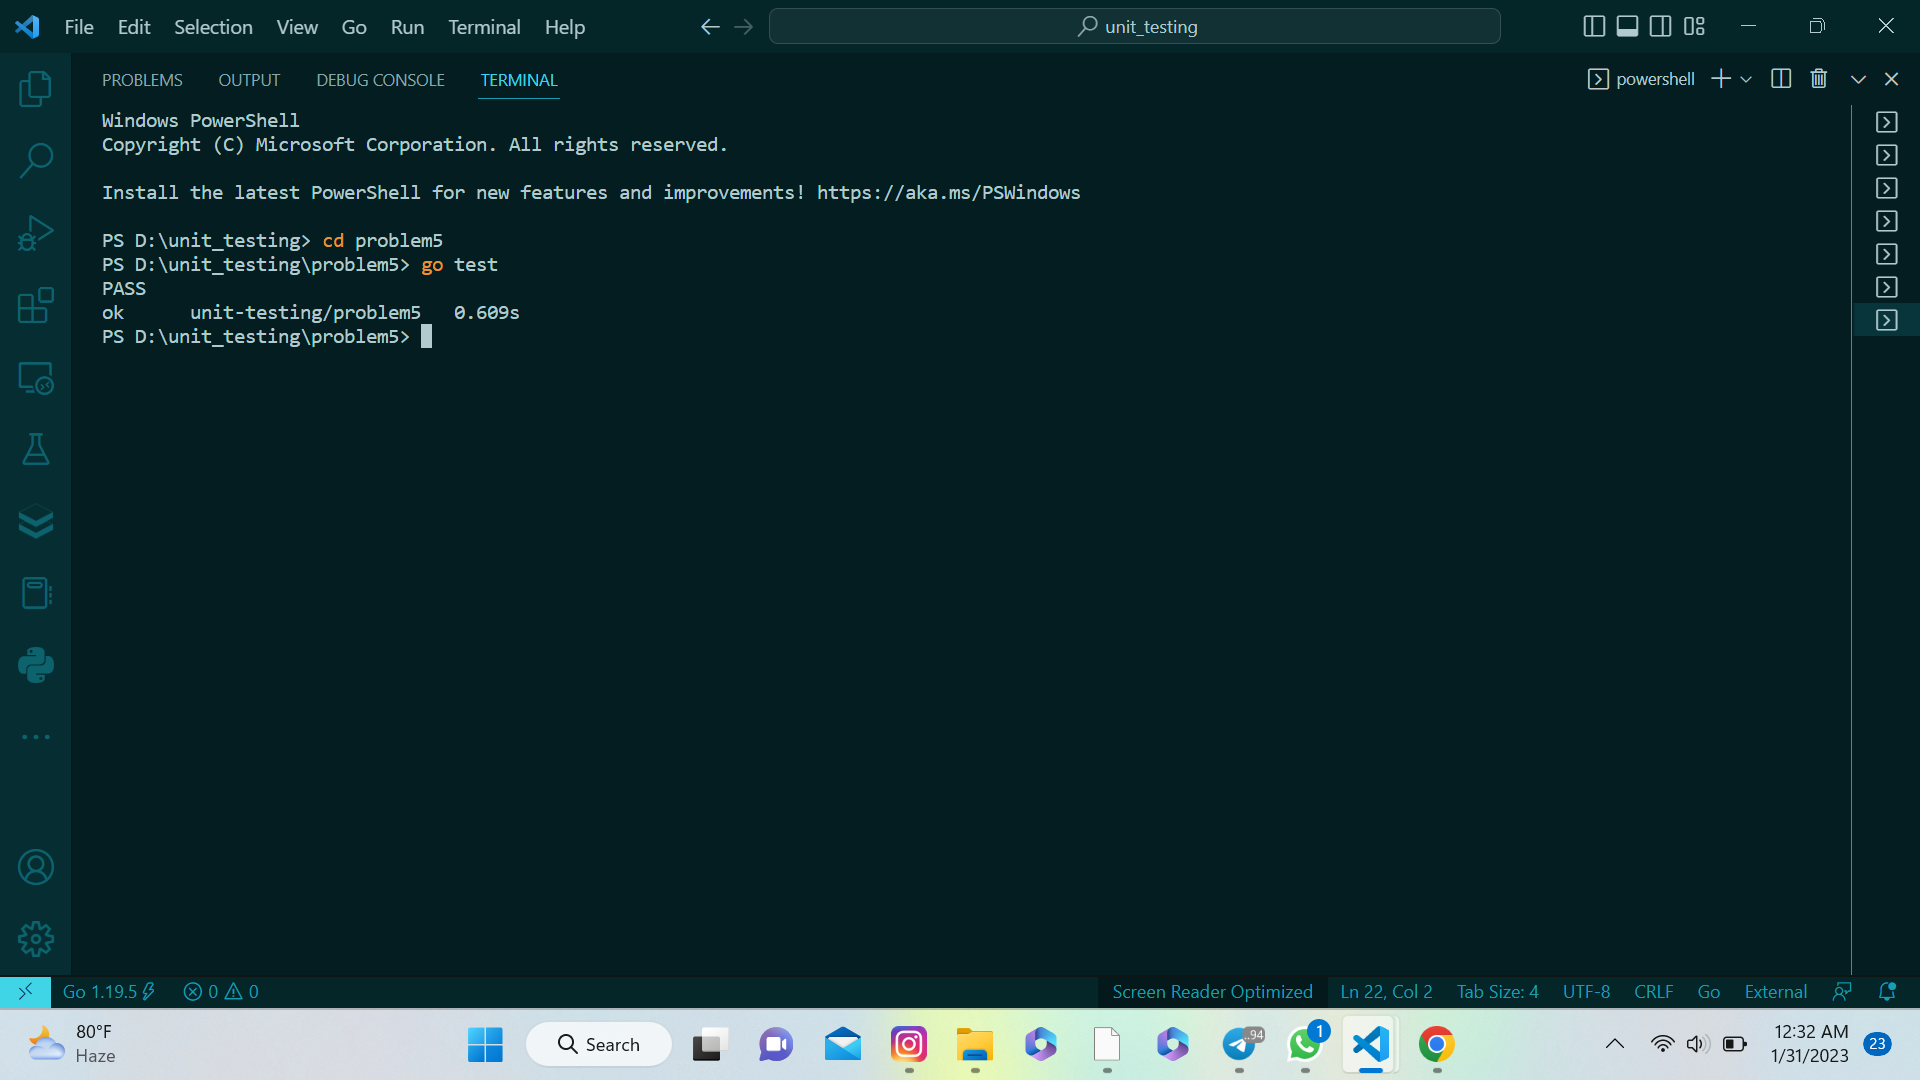 File Edit Selection View Go Run Terminal Help
unit_testing
PROBLEMS OUTPUT DEBUG CONSOLE TERMINAL
powershell
Windows PowerShell
Copyright (C) Microsoft Corporation. All rights reserved.
Install the latest PowerShell for new features and improvements! https://aka.ms/PSWindows
PS D:\unit_testing> cd problem5
PS D:\unit_testing\problem5> go test
PASS
ok      unit-testing/problem5   0.609s
PS D:\unit_testing\problem5>
Go 1.19.5 0 0 Screen Reader Optimized Ln 22, Col 2 Tab Size: 4 UTF-8 CRLF Go External
80°F
Haze
Search
..94
1
12:32 AM
1/31/2023
23